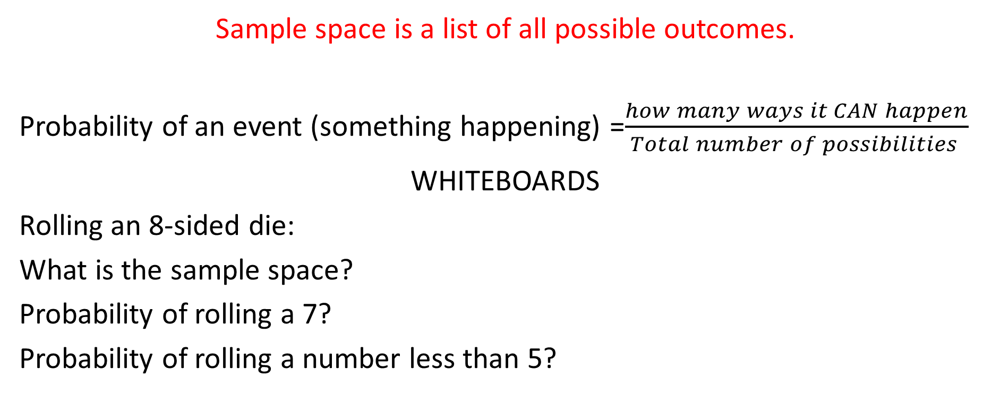 Sample space is a list of all possible outcomes.
Probability of an event (something happening) = how many ways it CAN happen / Total number of possibilities
WHITEBOARDS
Rolling an 8-sided die:
What is the sample space?
Probability of rolling a 7?
Probability of rolling a number less than 5?